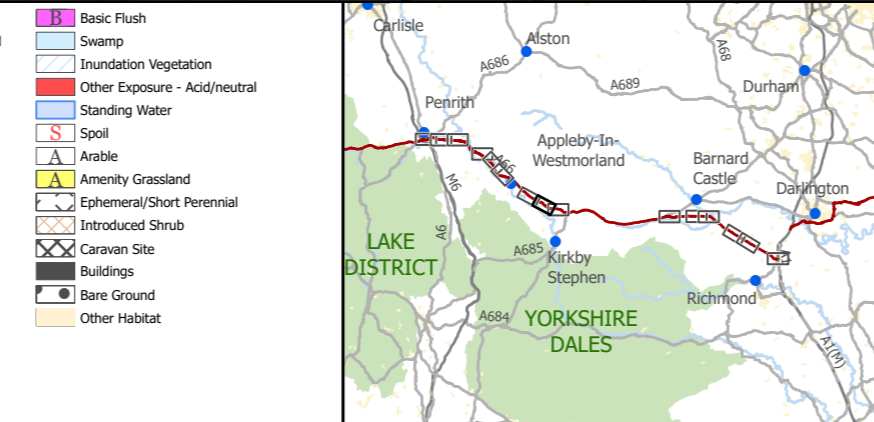 B Basic Flush
Swamp
Inundation Vegetation
Other Exposure - Acid/neutral
Standing Water
S Spoil
A Arable
A Amenity Grassland
Ephemeral/Short Perennial
Introduced Shrub
Caravan Site
Buildings
Bare Ground
Other Habitat
Carlisle
Alston
A68
A686
A689
Durham
Penrith
Appleby-In-
Westmorland
A66
Barnard
Castle
Darlington
M6
A6
LAKE
DISTRICT
A685
Kirkby
Stephen
Richmond
A684
YORKSHIRE
DALES
A1(M)